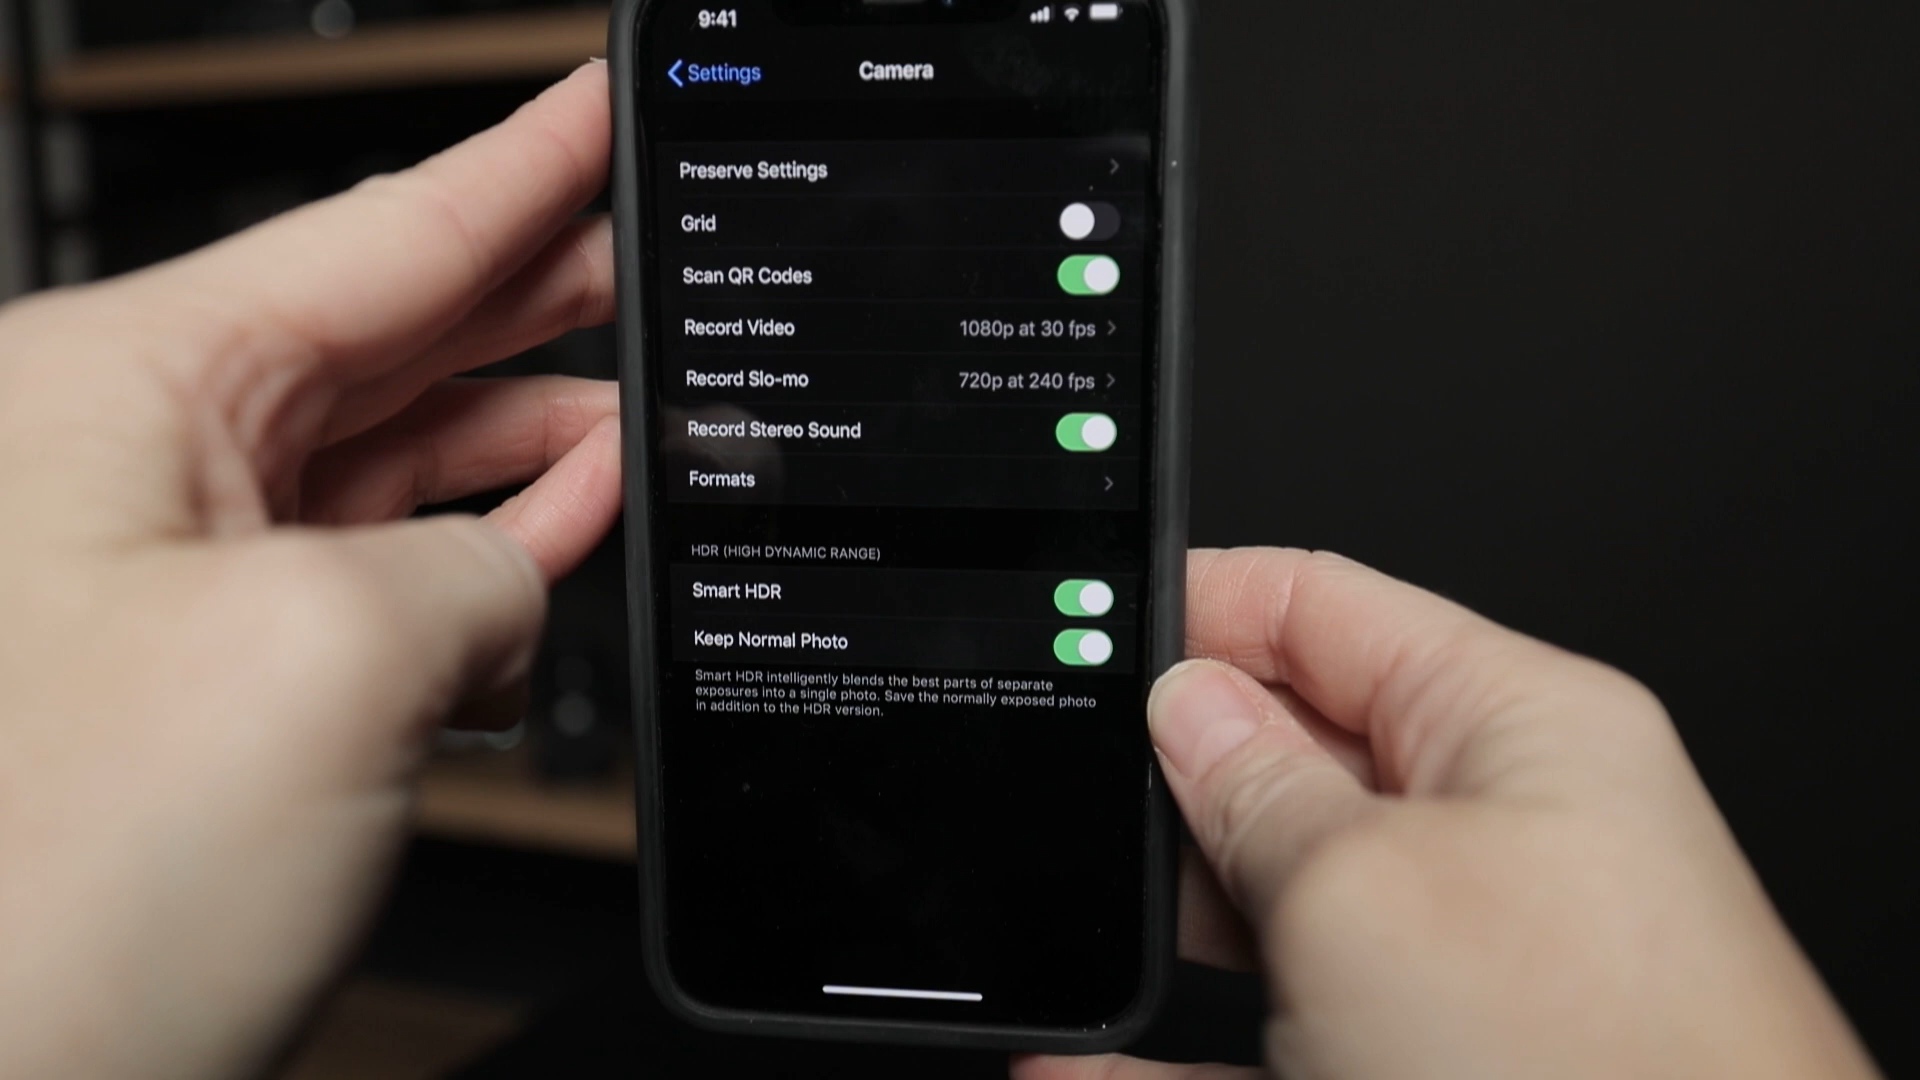 9:41
Settings
Camera
Preserve Settings
Grid
Scan QR Codes
Record Video 1080p at 30 fps
Record Slo-mo 720p at 240 fps
Record Stereo Sound
Formats
HDR (HIGH DYNAMIC RANGE)
Smart HDR
Keep Normal Photo
Smart HDR intelligently blends the best parts of separate
exposures into a single photo. Save the normally exposed photo
in addition to the HDR version.